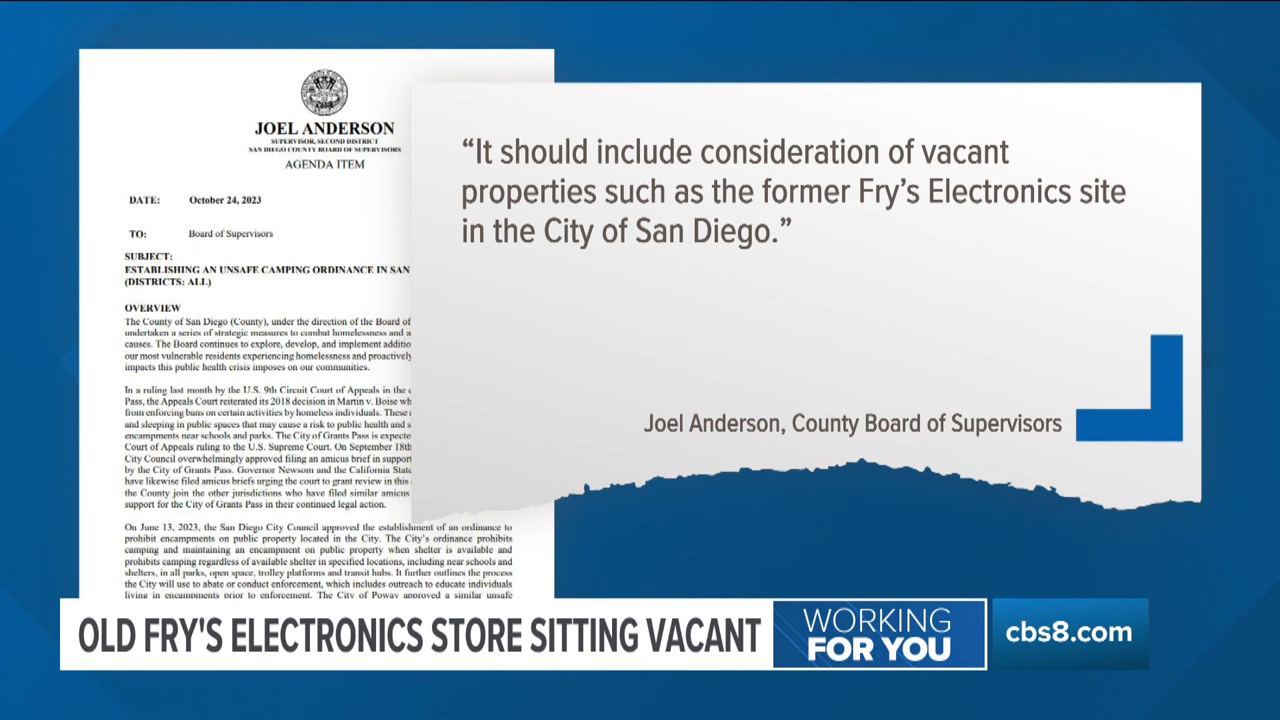 JOEL ANDERSON
SUPERVISOR, SECOND DISTRICT
SAN DIEGO COUNTY BOARD OF SUPERVISORS
AGENDA ITEM
DATE: October 24, 2023
TO: Board of Supervisors
SUBJECT:
ESTABLISHING AN UNSAFE CAMPING ORDINANCE IN SAN
(DISTRICTS: ALL)
OVERVIEW
The County of San Diego (County), under the direction of the Board of
undertaken a series of strategic measures to combat homelessness and a
causes. The Board continues to explore, develop, and implement additio
our most vulnerable residents experiencing homelessness and proactively
impacts this public health crisis imposes on our communities.
In a ruling last month by the U.S. 9th Circuit Court of Appeals in the
Pass, the Appeals Court reiterated its 2018 decision in Martin v. Boise wh
from enforcing bans on certain activities by homeless individuals. These
and sleeping in public spaces that may cause a risk to public health and s
encampments near schools and parks. The City of Grants Pass is expecte
Court of Appeals ruling to the U.S. Supreme Court. On September 18th
City Council overwhelmingly approved filing an amicus brief in support
by the City of Grants Pass. Governor Newsom and the California State
have likewise filed amicus briefs urging the court to grant review in this
the County join the other jurisdictions who have filed similar amicus
support for the City of Grants Pass in their continued legal action.
On June 13, 2023, the San Diego City Council approved the establishment of an ordinance to
prohibit encampments on public property located in the City. The City's ordinance prohibits
camping and maintaining an encampment on public property when shelter is available and
prohibits camping regardless of available shelter in specified locations, including near schools and
shelters, in all parks, open space, trolley platforms and transit hubs. It further outlines the process
the City will use to abate or conduct enforcement, which includes outreach to educate individuals
living in encampments prior to enforcement. The City of Poway approved a similar unsafe
“It should include consideration of vacant
properties such as the former Fry’s Electronics site
in the City of San Diego.”
Joel Anderson, County Board of Supervisors
OLD FRY'S ELECTRONICS STORE SITTING VACANT
WORKING
FOR YOU
cbs8.com